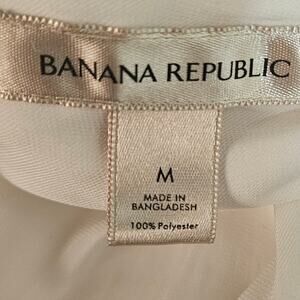 BANANA REPUBLIC
M
MADE IN
BANGLADESH
100% Polyester